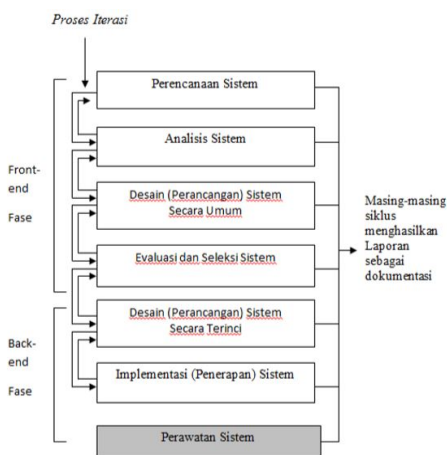 Proses Iterasi
Perencanaan Sistem
Analisis Sistem
Front-
end
Fase
Desain (Perancangan) Sistem
Secara Umum
Evaluasi dan Seleksi Sistem
Masing-masing
siklus
menghasilkan
Laporan
sebagai
dokumentasi
Desain (Perancangan) Sistem
Secara Terinci
Back-
end
Fase
Implementasi (Penerapan) Sistem
Perawatan Sistem